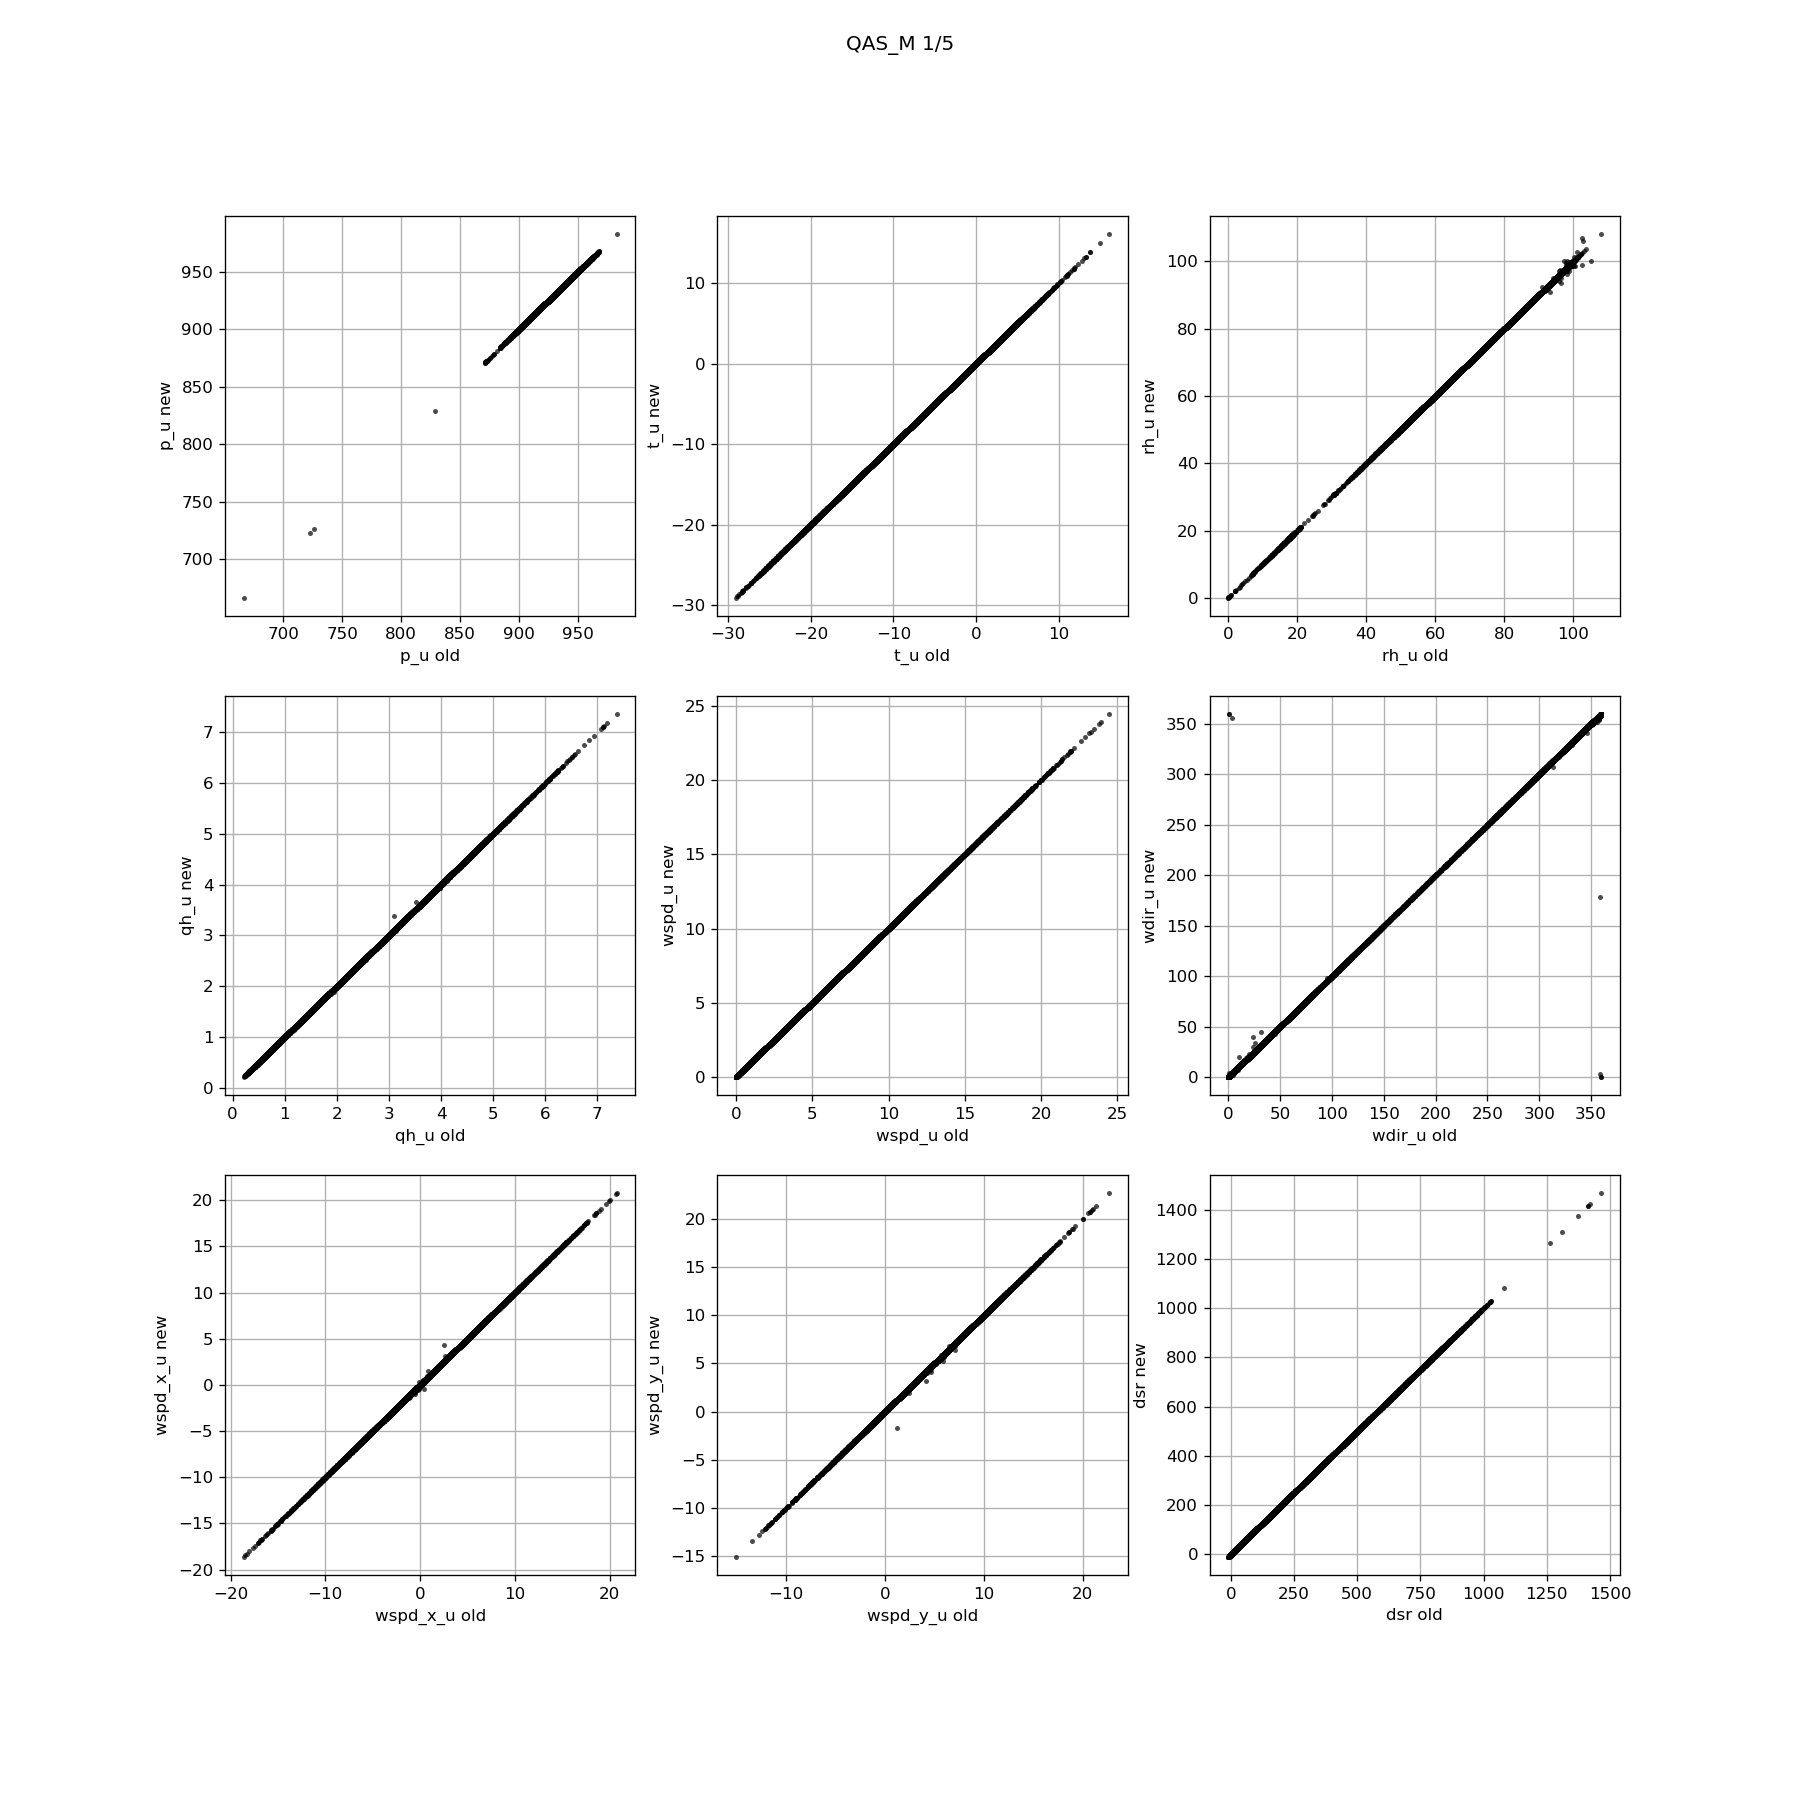 QAS_M 1/5
950
900
850
800
750
700
p_u new
700 750 800 850 900 950
p_u old
10
0
−10
−20
−30
t_u new
−30 −20 −10 0 10
t_u old
100
80
60
40
20
0
rh_u new
0 20 40 60 80 100
rh_u old
7
6
5
4
3
2
1
0
qh_u new
0 1 2 3 4 5 6 7
qh_u old
25
20
15
10
5
0
wspd_u new
0 5 10 15 20 25
wspd_u old
350
300
250
200
150
100
50
0
wdir_u new
0 50 100 150 200 250 300 350
wdir_u old
20
15
10
5
0
−5
−10
−15
−20
wspd_x_u new
−20 −10 0 10 20
wspd_x_u old
20
15
10
5
0
−5
−10
−15
wspd_y_u new
−10 0 10 20
wspd_y_u old
1400
1200
1000
800
600
400
200
0
dsr new
0 250 500 750 1000 1250 1500
dsr old